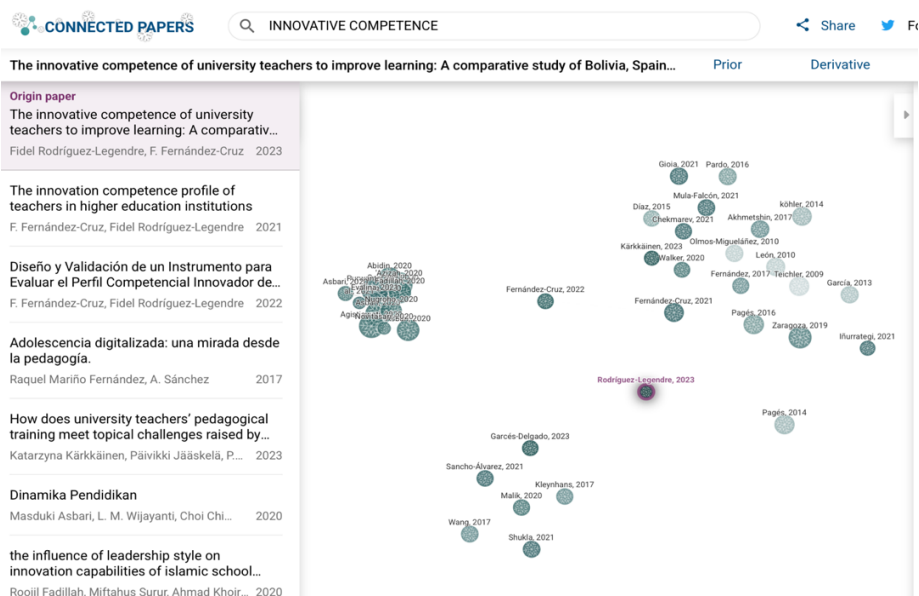 CONNECTED PAPERS
INNOVATIVE COMPETENCE
Share
Fo
The innovative competence of university teachers to improve learning: A comparative study of Bolivia, Spain...
Prior
Derivative
Origin paper
The innovative competence of university
teachers to improve learning: A comparativ...
Fidel Rodríguez-Legendre, F. Fernández-Cruz 2023
The innovation competence profile of
teachers in higher education institutions
F. Fernández-Cruz, Fidel Rodríguez-Legendre 2021
Diseño y Validación de un Instrumento para
Evaluar el Perfil Competencial Innovador de...
F. Fernández-Cruz, Fidel Rodríguez-Legendre 2022
Adolescencia digitalizada: una mirada desde
la pedagogía.
Raquel Mariño Fernández, A. Sánchez 2017
How does university teachers' pedagogical
training meet topical challenges raised by...
Katarzyna Kärkkäinen, Päivikki Jääskelä, P.... 2023
Dinamika Pendidikan
Masduki Asbari, L. M. Wijayanti, Choi Chi... 2020
the influence of leadership style on
innovation capabilities of islamic school...
Roojil Fadillah, Miftahus Surur, Ahmad Khoir... 2020
Gioia, 2021
Pardo, 2016
Mula-Falcón, 2021
Díaz, 2015
köhler, 2014
Chekmarev, 2021
Akhmetshin, 2017
Olmos-Migueláñez, 2010
Kärkkäinen, 2023
Walker, 2020
León, 2010
Fernández, 2017
Teichler, 2009
García, 2013
Abidin, 2020
Fernández-Cruz, 2022
Fernández-Cruz, 2021
Pagés, 2016
Zaragoza, 2019
Iñurrategi, 2021
Rodríguez-Legendre, 2023
Pagés, 2014
Garcés-Delgado, 2023
Sancho-Álvarez, 2021
Kleynhans, 2017
Malik, 2020
Wang, 2017
Shukla, 2021